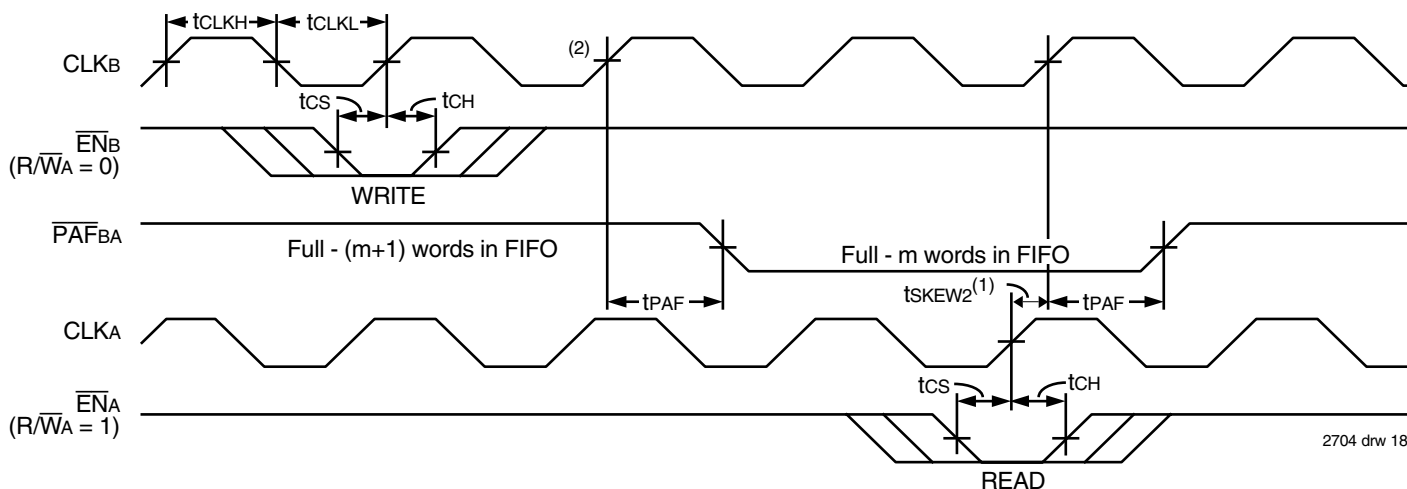 tCLKH tCLKL
CLKB (2)
tCS tCH
ENB
(R/WA = 0)
WRITE
PAFBA
Full - (m+1) words in FIFO
Full - m words in FIFO
tPAF tSKEW2(1) tPAF
CLKA
tCS tCH
ENA
(R/WA = 1)
2704 drw 18
READ